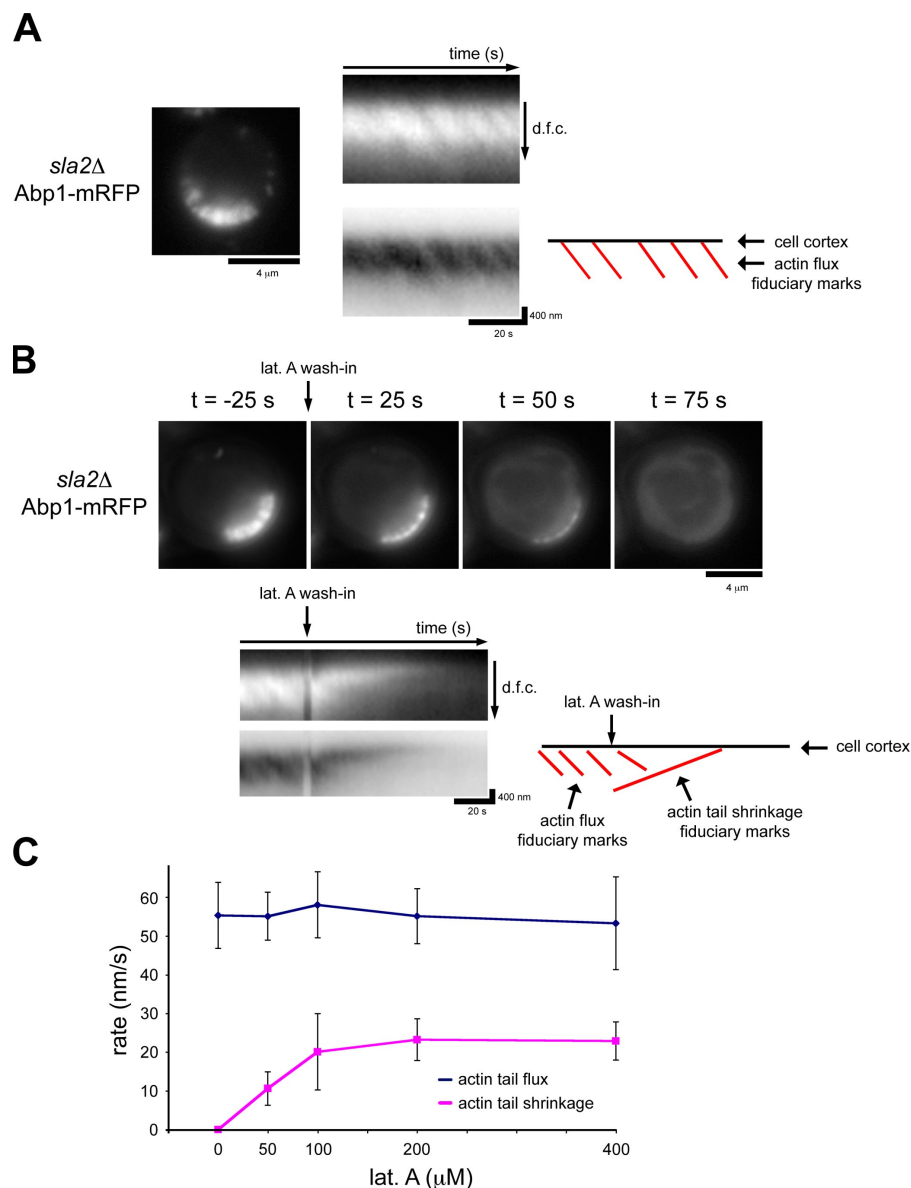 A
time (s)
d.f.c.
sla2Δ
Abp1-mRFP
4 μm
cell cortex
actin flux
fiduciary marks
400 nm
20 s
B
lat. A wash-in
t = -25 s
t = 25 s
t = 50 s
t = 75 s
sla2Δ
Abp1-mRFP
4 μm
lat. A wash-in
time (s)
d.f.c.
lat. A wash-in
cell cortex
400 nm
20 s
actin flux
fiduciary marks
actin tail shrinkage
fiduciary marks
C
60
50
40
30
20
10
0
rate (nm/s)
actin tail flux
actin tail shrinkage
0
50
100
200
400
lat. A (μM)